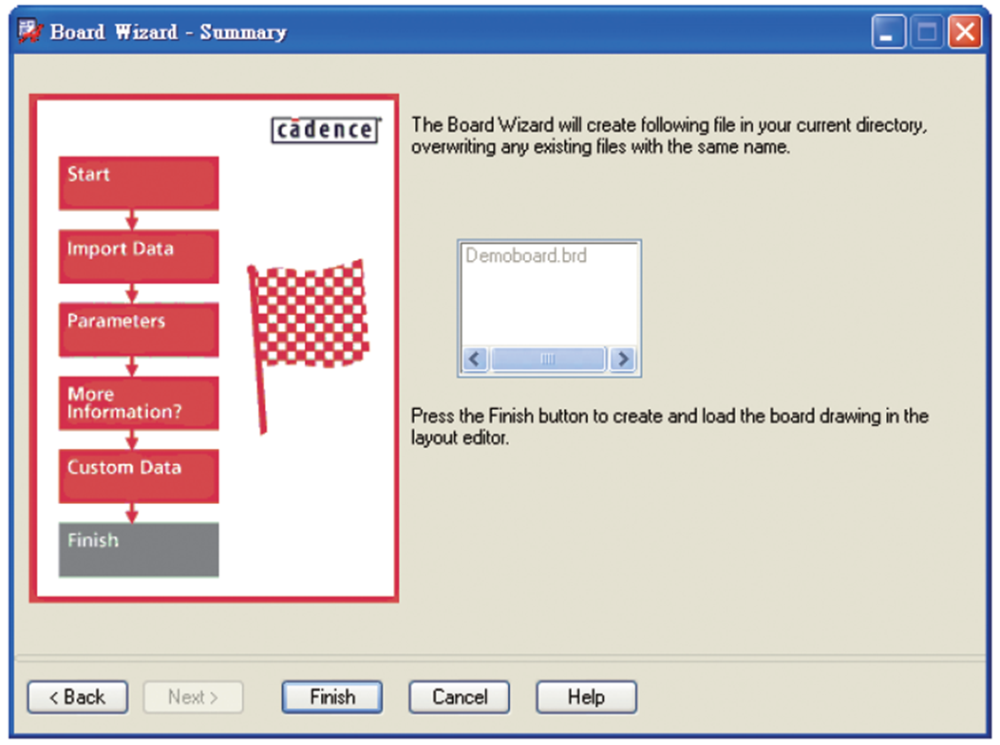 Board Wizard - Summary
cādence
Start
Import Data
Parameters
More
Information?
Custom Data
Finish
The Board Wizard will create following file in your current directory,
overwriting any existing files with the same name.
Demoboard.brd
Press the Finish button to create and load the board drawing in the
layout editor.
< Back
Next >
Finish
Cancel
Help